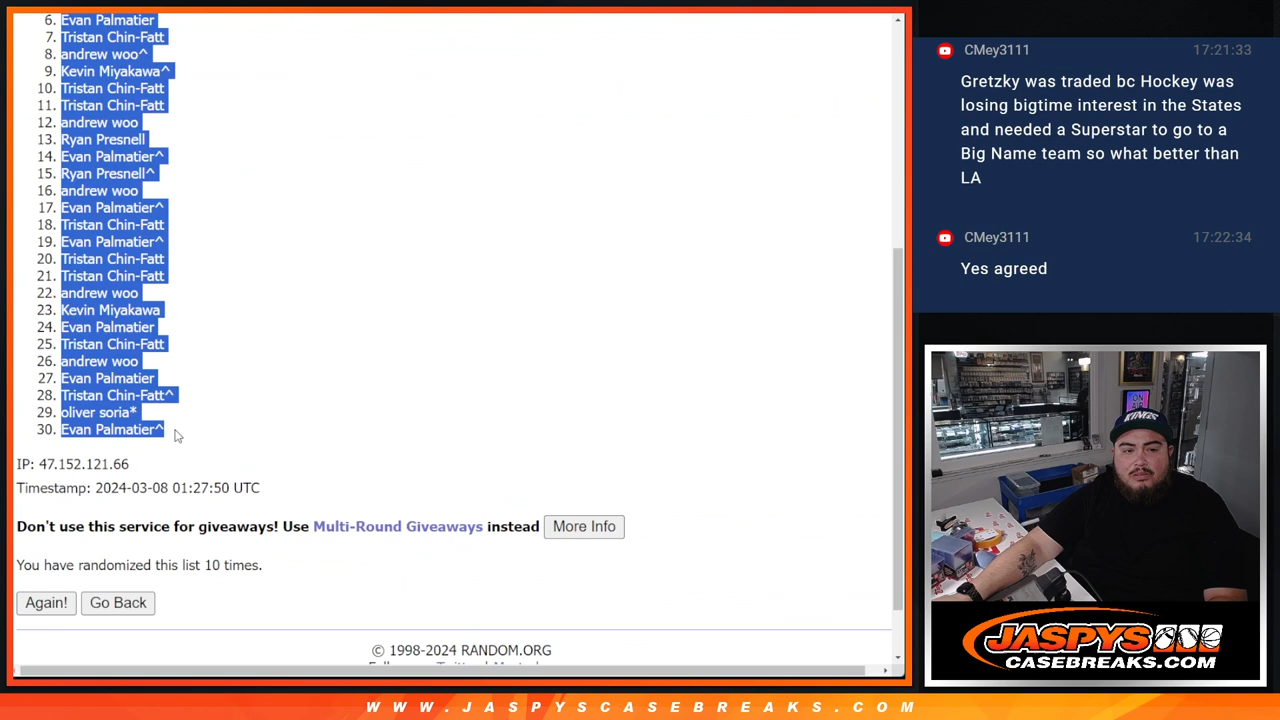 6. Evan Palmatier
7. Tristan Chin-Fatt
8. andrew woo^
9. Kevin Miyakawa^
10. Tristan Chin-Fatt
11. Tristan Chin-Fatt
12. andrew woo
13. Ryan Presnell
14. Evan Palmatier^
15. Ryan Presnell^
16. andrew woo
17. Evan Palmatier^
18. Tristan Chin-Fatt
19. Evan Palmatier^
20. Tristan Chin-Fatt
21. Tristan Chin-Fatt
22. andrew woo
23. Kevin Miyakawa
24. Evan Palmatier
25. Tristan Chin-Fatt
26. andrew woo
27. Evan Palmatier
28. Tristan Chin-Fatt^
29. oliver soria*
30. Evan Palmatier^
IP: 47.152.121.66
Timestamp: 2024-03-08 01:27:50 UTC
Don't use this service for giveaways! Use Multi-Round Giveaways instead More Info
You have randomized this list 10 times.
Again! Go Back
© 1998-2024 RANDOM.ORG
CMey3111 17:21:33
Gretzky was traded bc Hockey was
losing bigtime interest in the States
and needed a Superstar to go to a
Big Name team so what better than
LA
CMey3111 17:22:34
Yes agreed
KINGS
JASPYS
CASEBREAKS.COM
WWW.JASPYSCASEBREAKS.COM